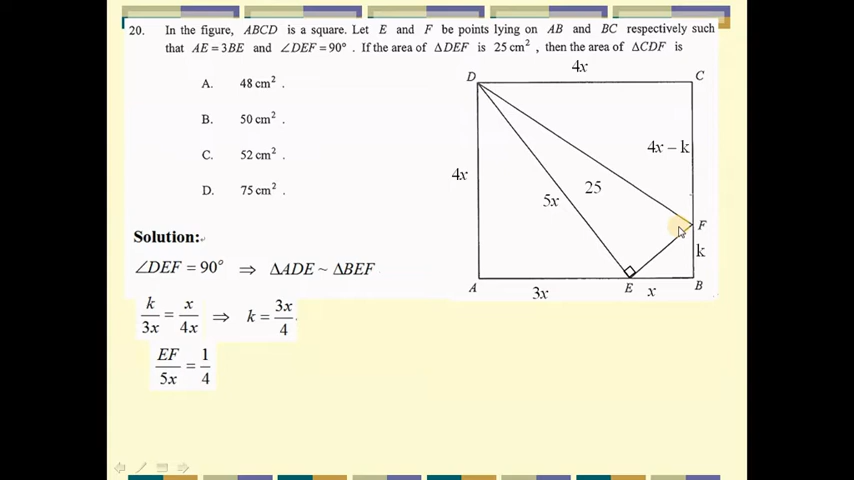 20. In the figure, ABCD is a square. Let E and F be points lying on AB and BC respectively such
that AE = 3BE and ∠DEF = 90° . If the area of ΔDEF is 25 cm² , then the area of ΔCDF is
A. 48 cm² .
B. 50 cm² .
C. 52 cm² .
D. 75 cm² .
4x
D
C
4x
4x – k
25
5x
F
k
A
3x
E
x
B
Solution:
∠DEF = 90° ⇒ ΔADE ~ ΔBEF
k/3x = x/4x ⇒ k = 3x/4 .
EF/5x = 1/4